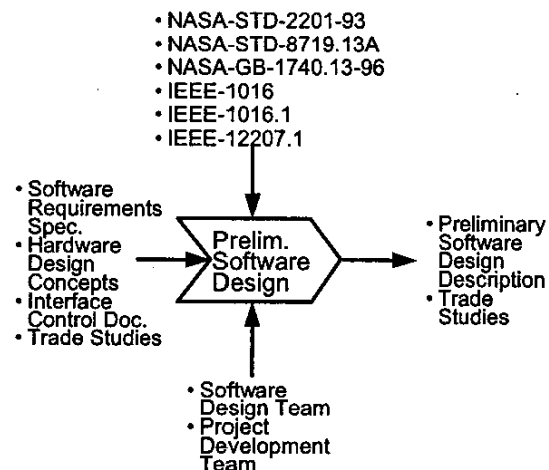 • NASA-STD-2201-93
• NASA-STD-8719.13A
• NASA-GB-1740.13-96
• IEEE-1016
• IEEE-1016.1
• IEEE-12207.1
• Software
Requirements
Spec.
• Hardware
Design
Concepts
• Interface
Control Doc.
• Trade Studies
Prelim.
Software
Design
• Preliminary
Software
Design
Description
• Trade
Studies
• Software
Design Team
• Project
Development
Team